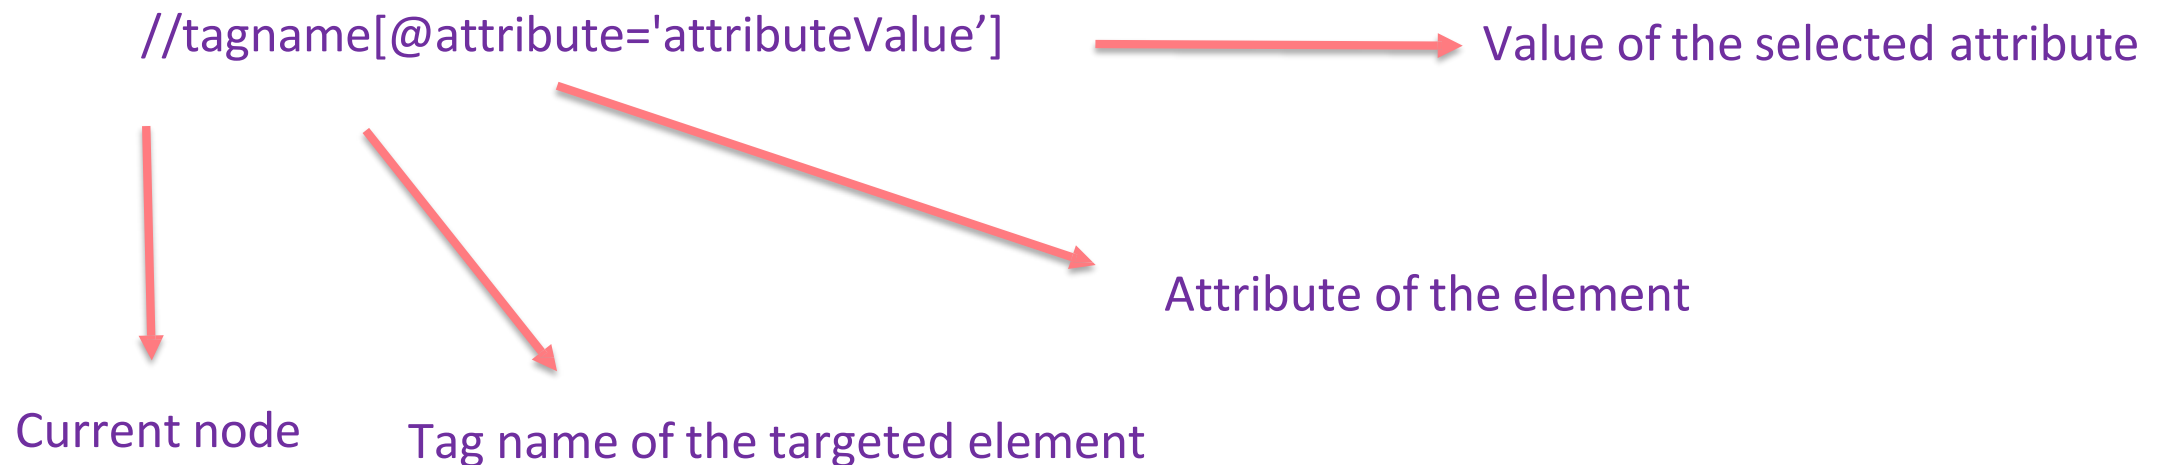 //tagname[@attribute='attributeValue’]
Value of the selected attribute
Attribute of the element
Current node
Tag name of the targeted element